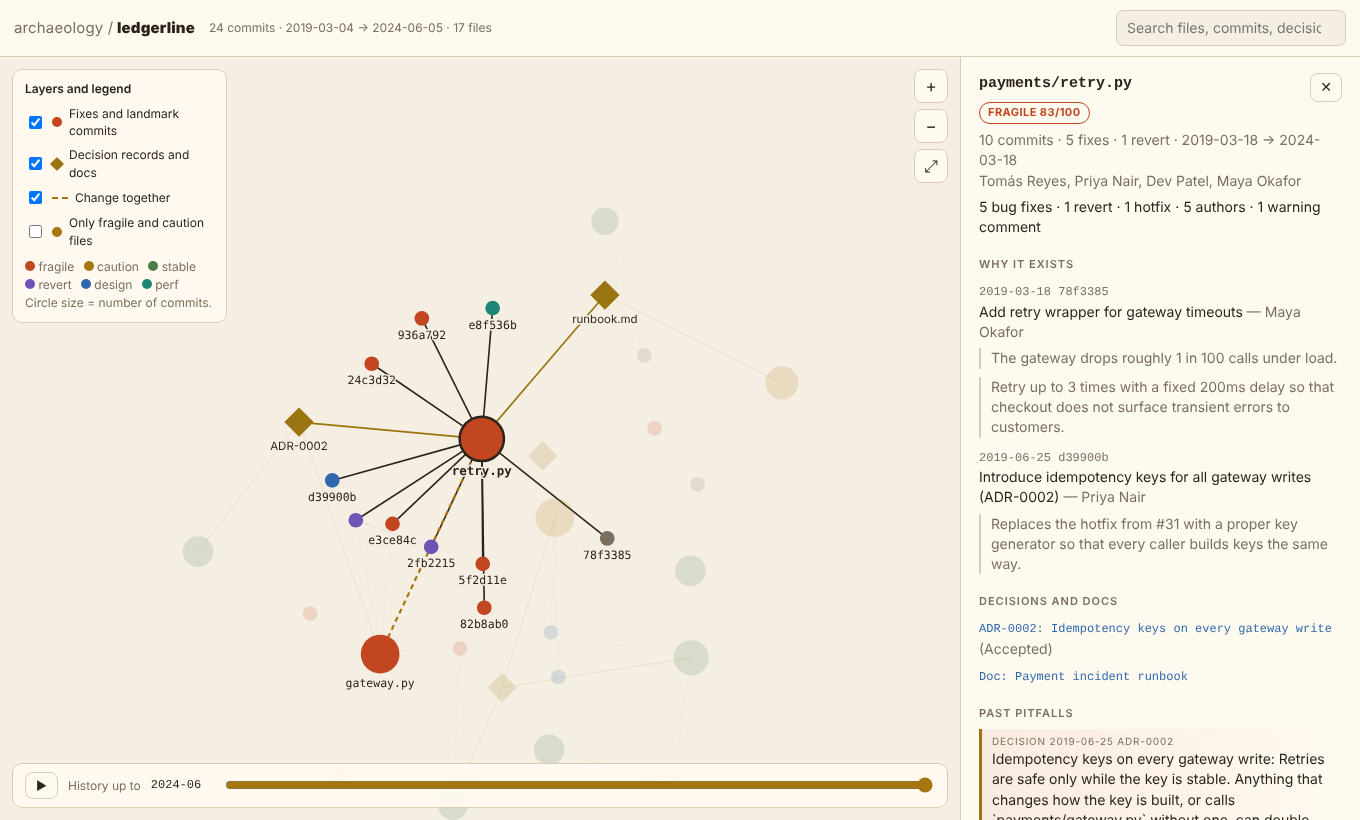 archaeology / ledgerline
24 commits · 2019-03-04 → 2024-06-05 · 17 files
Search files, commits, decisic
Layers and legend
Fixes and landmark
commits
Decision records and
docs
Change together
Only fragile and caution
files
fragile caution stable
revert design perf
Circle size = number of commits.
+
−
runbook.md
936a792
e8f536b
24c3d32
ADR-0002
retry.py
d39900b
e3ce84c
2fb2215
78f3385
5f2d11e
82b8ab0
gateway.py
History up to 2024-06
payments/retry.py
✕
FRAGILE 83/100
10 commits · 5 fixes · 1 revert · 2019-03-18 → 2024-
03-18
Tomás Reyes, Priya Nair, Dev Patel, Maya Okafor
5 bug fixes · 1 revert · 1 hotfix · 5 authors · 1 warning
comment
WHY IT EXISTS
2019-03-18 78f3385
Add retry wrapper for gateway timeouts — Maya
Okafor
The gateway drops roughly 1 in 100 calls under load.
Retry up to 3 times with a fixed 200ms delay so that
checkout does not surface transient errors to
customers.
2019-06-25 d39900b
Introduce idempotency keys for all gateway writes
(ADR-0002) — Priya Nair
Replaces the hotfix from #31 with a proper key
generator so that every caller builds keys the same
way.
DECISIONS AND DOCS
ADR-0002: Idempotency keys on every gateway write
(Accepted)
Doc: Payment incident runbook
PAST PITFALLS
DECISION 2019-06-25 ADR-0002
Idempotency keys on every gateway write: Retries
are safe only while the key is stable. Anything that
changes how the key is built, or calls
`payments/gateway.py` without one, can double